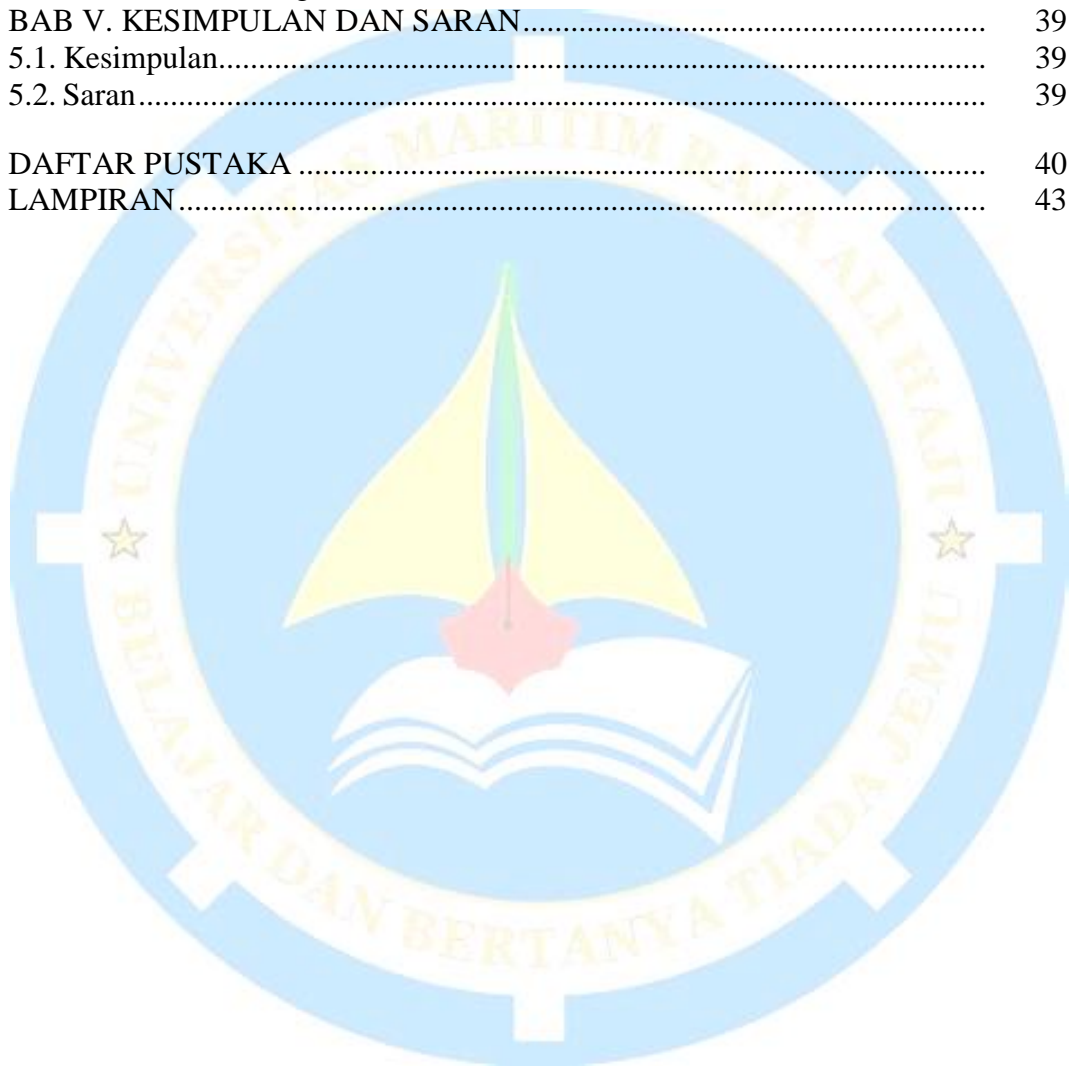 BAB V. KESIMPULAN DAN SARAN.......................................................... 39
5.1. Kesimpulan................................................................................................ 39
5.2. Saran.......................................................................................................... 39
DAFTAR PUSTAKA ...................................................................................... 40
LAMPIRAN..................................................................................................... 43
UNIVERSITAS MARITIM RAJA ALI HAJI
BELAJAR DAN BERTANYA TIADA JEMU